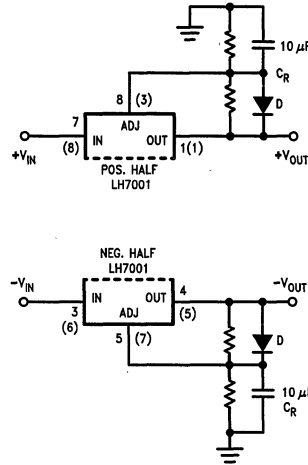 10 μF
C_R
8 (3)
D
7
ADJ
+V_IN
(8)
IN
OUT
1(1)
+V_OUT
POS. HALF
LH7001
NEG. HALF
LH7001
-V_IN
4
-V_OUT
3
IN
OUT
(6)
ADJ
(5)
5 (7)
D
10 μF
C_R